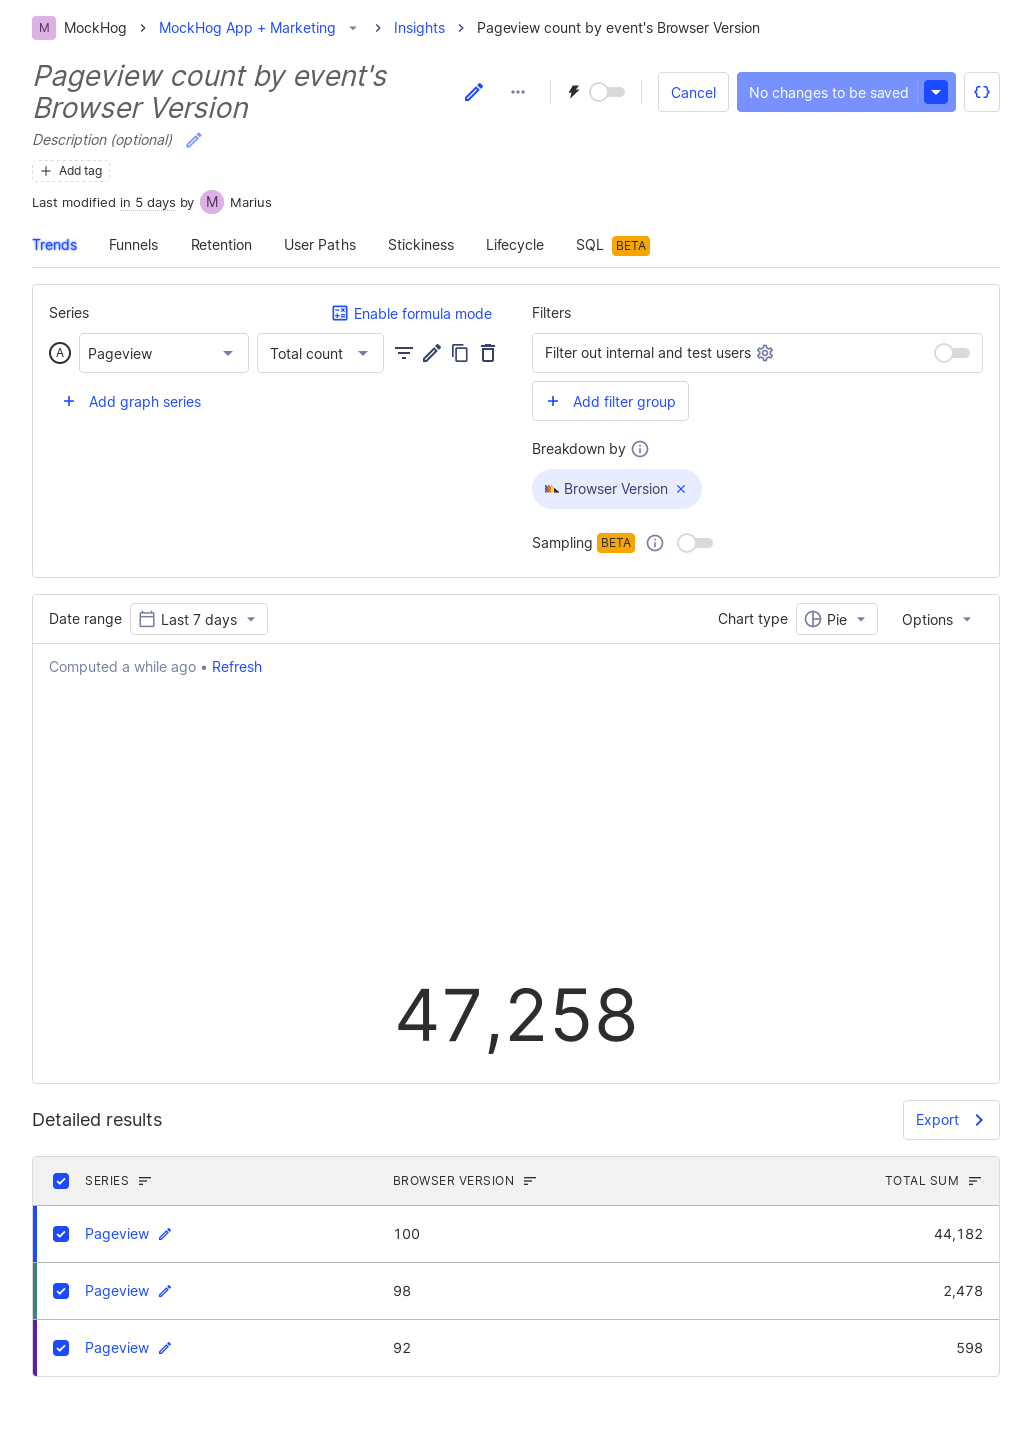 M MockHog > MockHog App + Marketing > Insights > Pageview count by event's Browser Version
Pageview count by event's
Browser Version
Cancel
No changes to be saved
Description (optional)
Add tag
Last modified in 5 days by M Marius
Trends Funnels Retention User Paths Stickiness Lifecycle SQL BETA
Series
Enable formula mode
A Pageview Total count
Add graph series
Filters
Filter out internal and test users
Add filter group
Breakdown by
Browser Version
Sampling BETA
Date range Last 7 days
Chart type Pie Options
Computed a while ago • Refresh
47,258
Detailed results
Export
SERIES BROWSER VERSION TOTAL SUM
Pageview 100 44,182
Pageview 98 2,478
Pageview 92 598